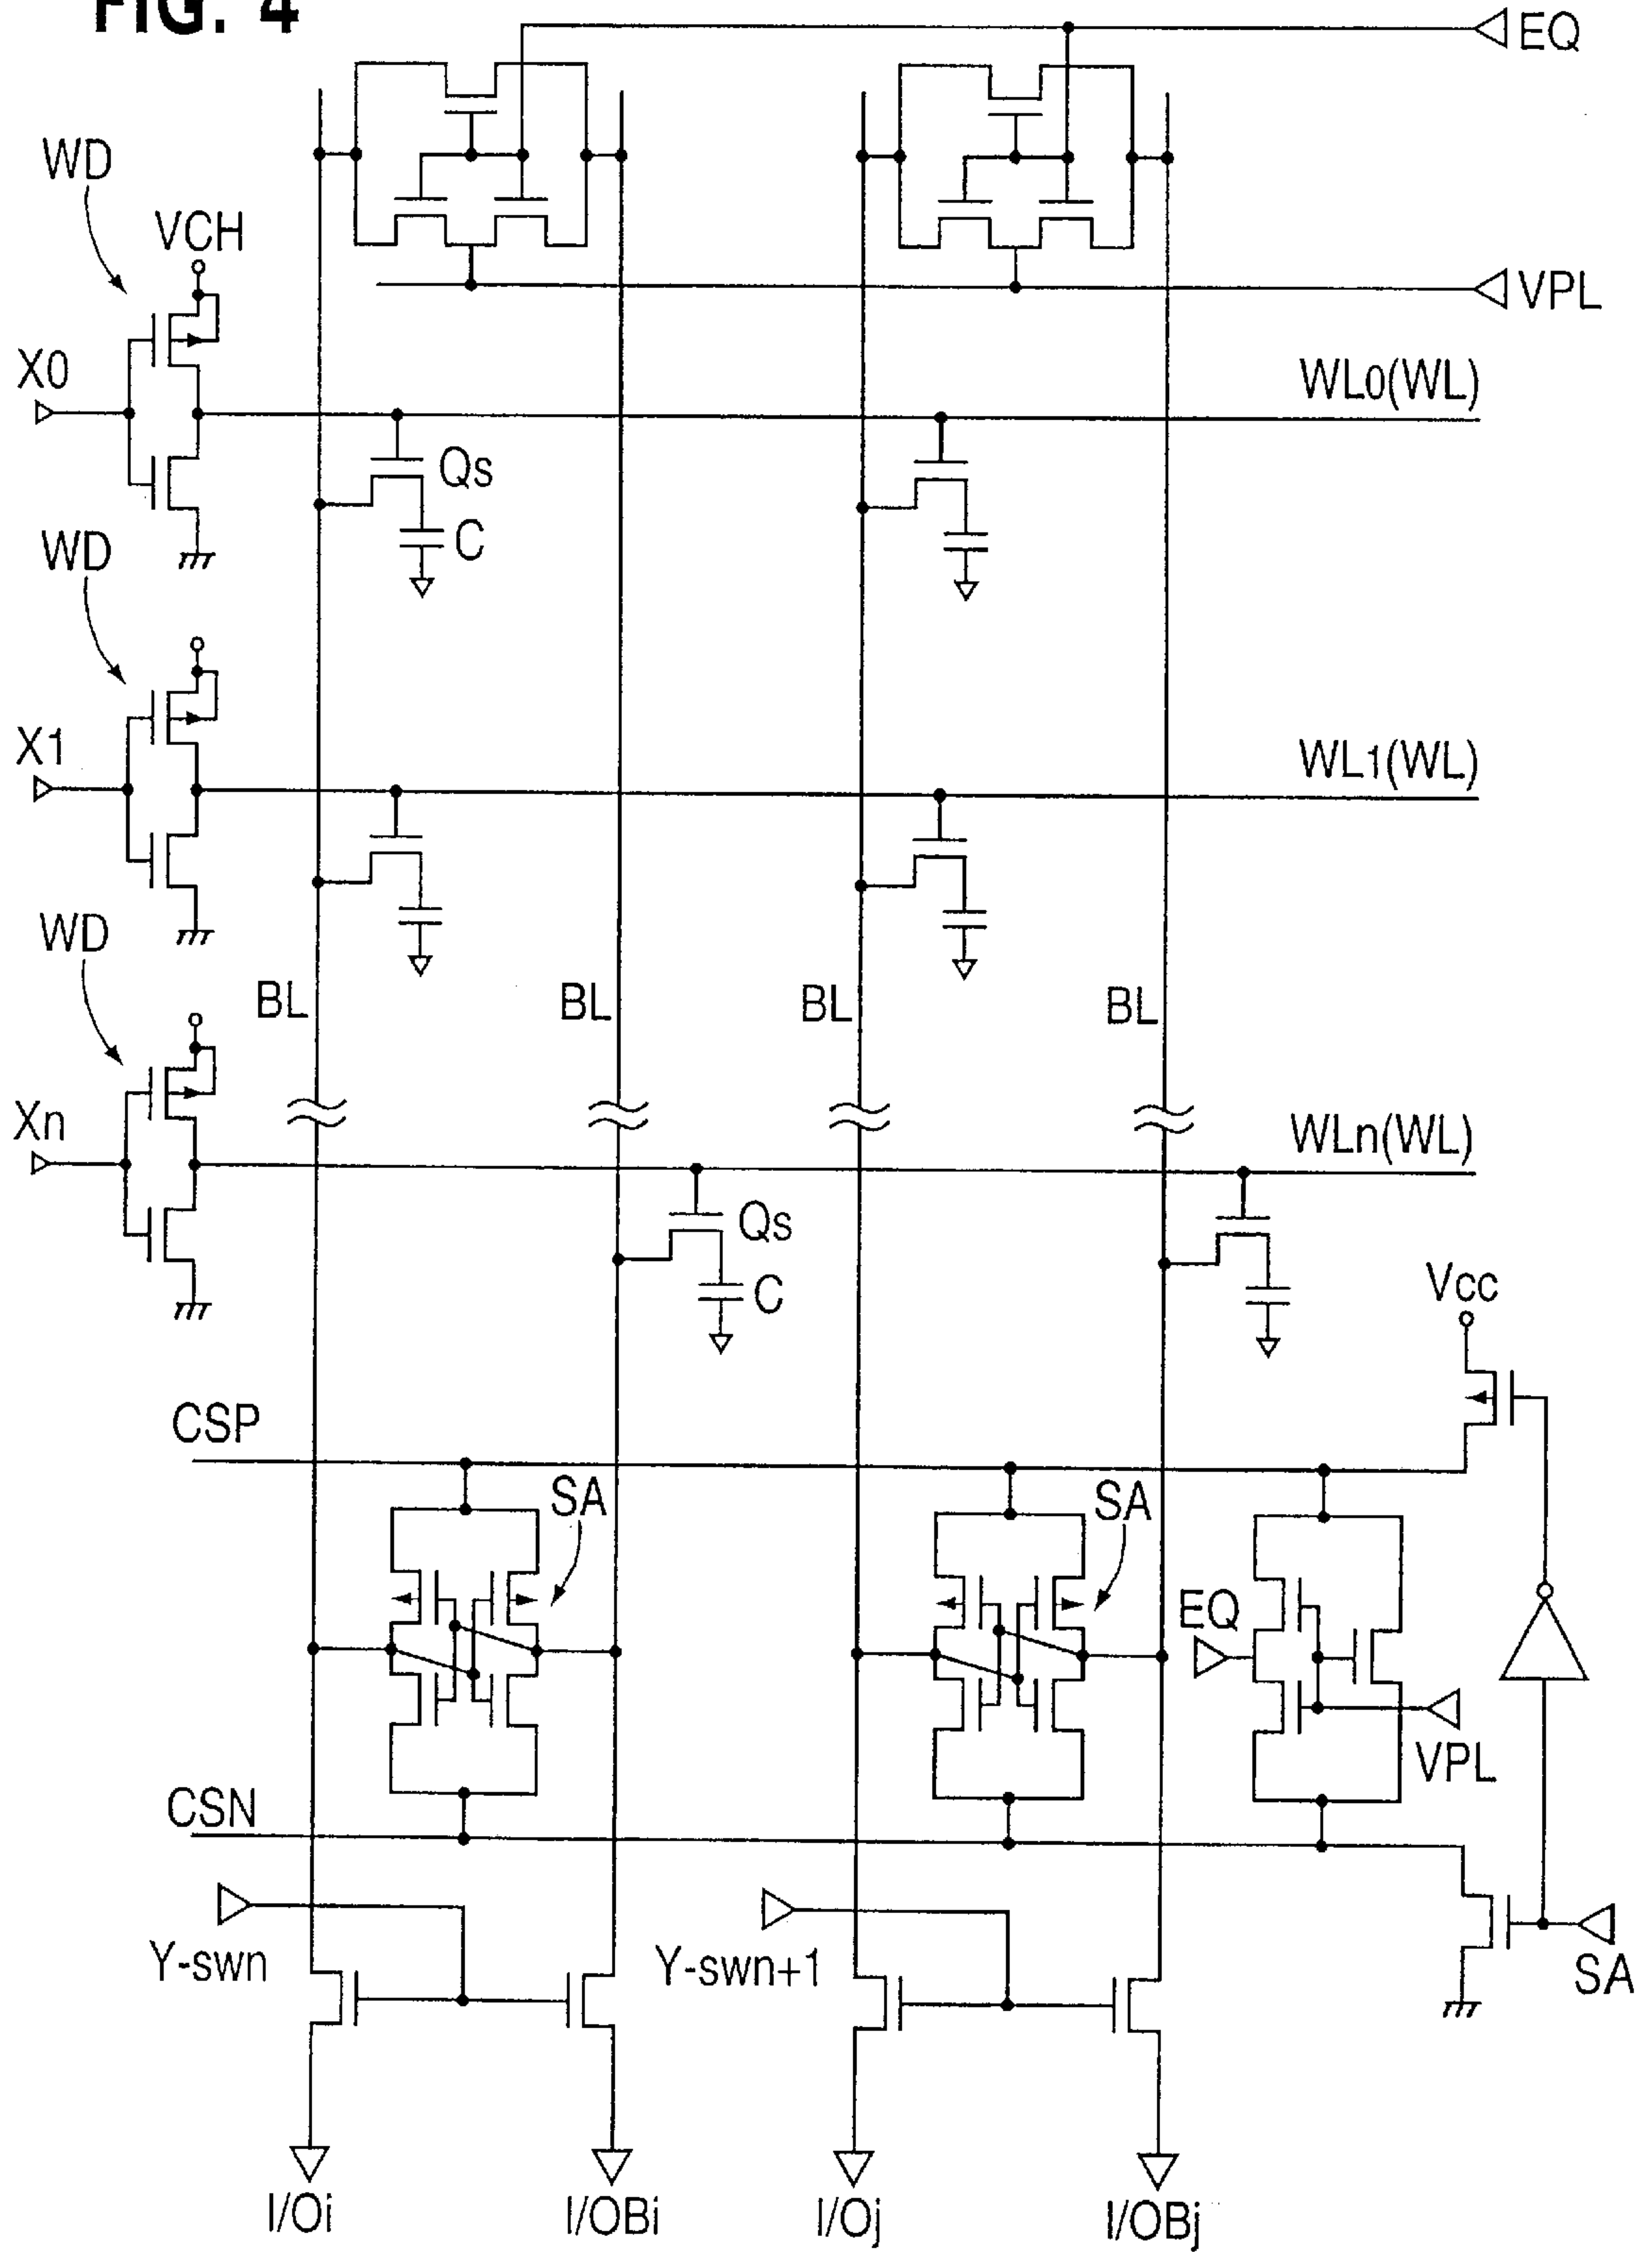 FIG. 4
EQ
WD
VCH
VPL
X0
WL0(WL)
Qs
C
WD
X1
WL1(WL)
WD
BL
BL
BL
BL
Xn
WLn(WL)
Qs
C
Vcc
CSP
SA
SA
EQ
VPL
CSN
Y-swn
Y-swn+1
SA
I/Oi
I/OBi
I/Oj
I/OBj